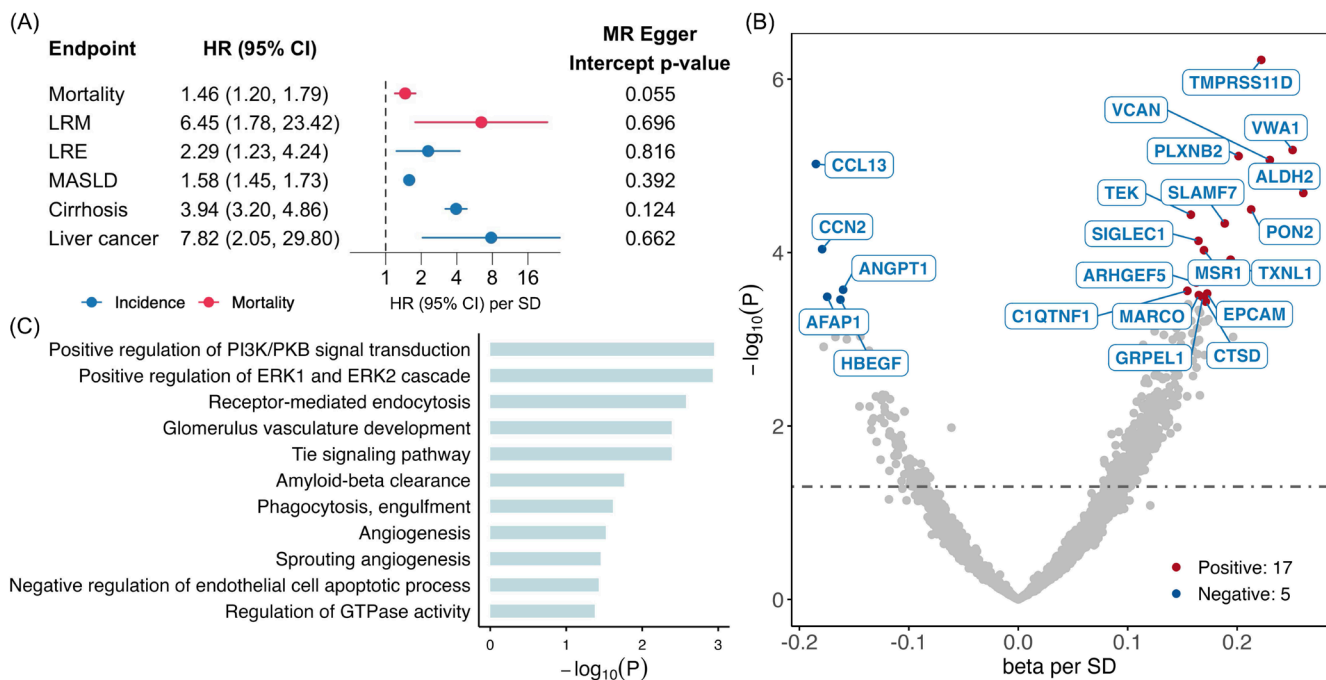 (A)
Endpoint HR (95% CI) MR Egger
Intercept p-value
Mortality 1.46 (1.20, 1.79) 0.055
LRM 6.45 (1.78, 23.42) 0.696
LRE 2.29 (1.23, 4.24) 0.816
MASLD 1.58 (1.45, 1.73) 0.392
Cirrhosis 3.94 (3.20, 4.86) 0.124
Liver cancer 7.82 (2.05, 29.80) 0.662
1 2 4 8 16
HR (95% CI) per SD
Incidence Mortality
(B)
TMPRSS11D
VCAN
VWA1
PLXNB2
CCL13
ALDH2
TEK SLAMF7
CCN2
PON2
SIGLEC1
ANGPT1
ARHGEF5 MSR1 TXNL1
AFAP1
C1QTNF1 MARCO EPCAM
HBEGF
GRPEL1 CTSD
6
4
2
0
−log10(P)
Positive: 17
Negative: 5
-0.2 -0.1 0.0 0.1 0.2
beta per SD
(C)
Positive regulation of PI3K/PKB signal transduction
Positive regulation of ERK1 and ERK2 cascade
Receptor-mediated endocytosis
Glomerulus vasculature development
Tie signaling pathway
Amyloid-beta clearance
Phagocytosis, engulfment
Angiogenesis
Sprouting angiogenesis
Negative regulation of endothelial cell apoptotic process
Regulation of GTPase activity
0 1 2 3
−log10(P)